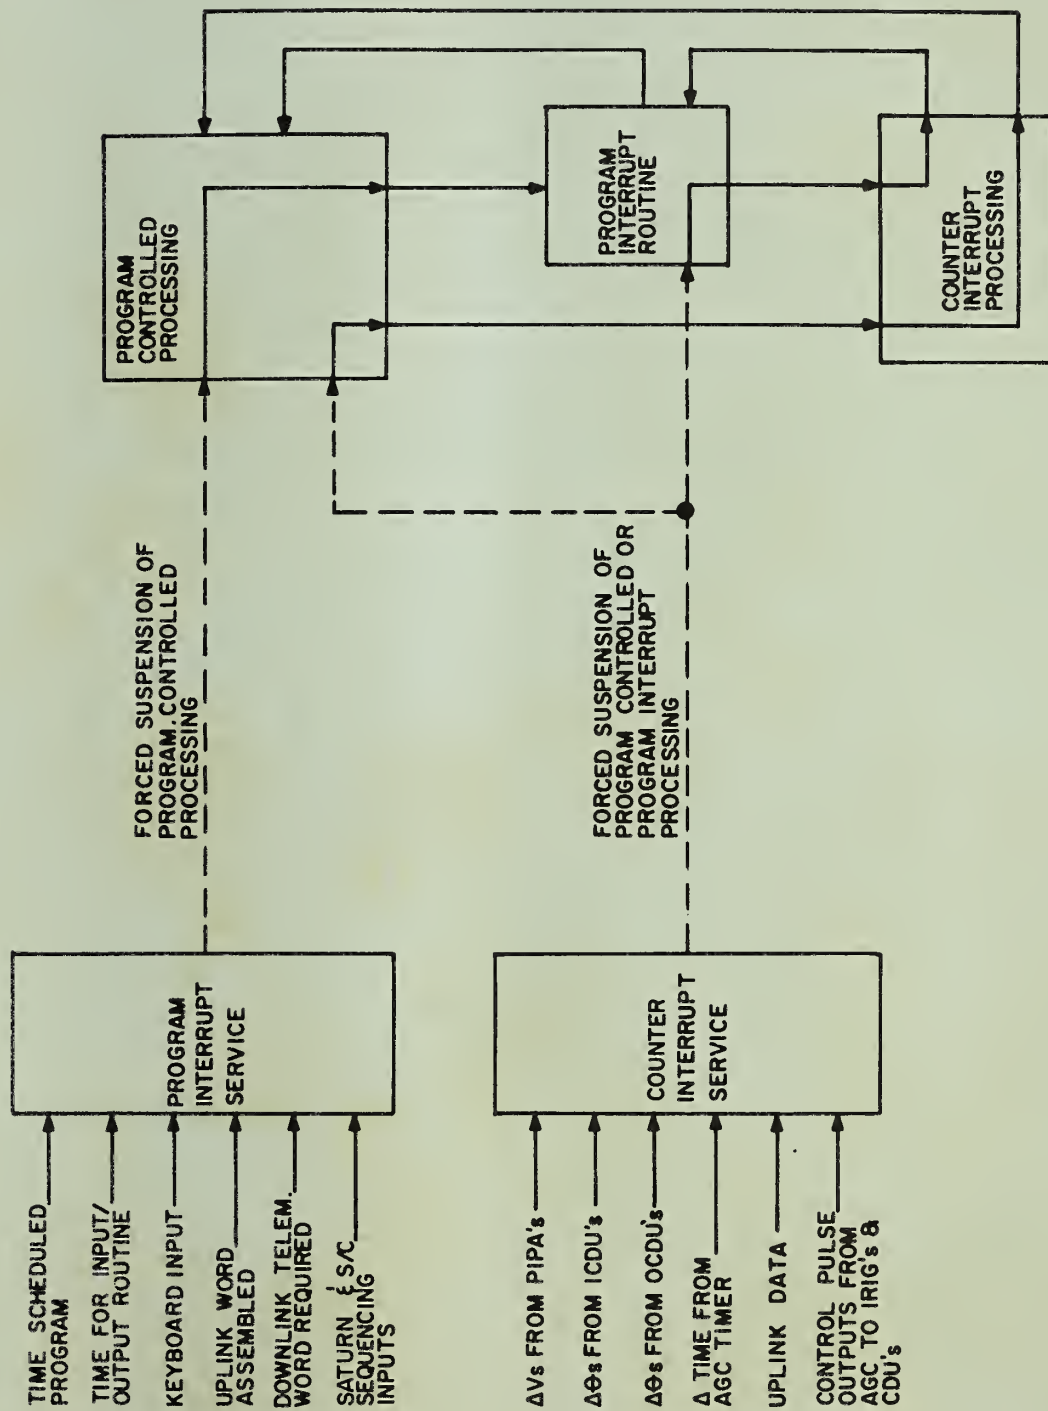 TIME SCHEDULED
PROGRAM
TIME FOR INPUT/
OUTPUT ROUTINE
KEYBOARD INPUT
UPLINK WORD
ASSEMBLED
DOWNLINK TELEM.
WORD REQUIRED
SATURN & S/C
SEQUENCING
INPUTS
PROGRAM
INTERRUPT
SERVICE
FORCED SUSPENSION OF
PROGRAM.CONTROLLED
PROCESSING
PROGRAM
CONTROLLED
PROCESSING
ΔVs FROM PIPA's
Δθs FROM ICDU's
Δθs FROM OCDU's
Δ TIME FROM
AGC TIMER
UPLINK DATA
CONTROL PULSE
OUTPUTS FROM
AGC TO IRIG's &
CDU's
COUNTER
INTERRUPT
SERVICE
FORCED SUSPENSION OF
PROGRAM CONTROLLED OR
PROGRAM INTERRUPT
PROCESSING
PROGRAM
INTERRUPT
ROUTINE
COUNTER
INTERRUPT
PROCESSING